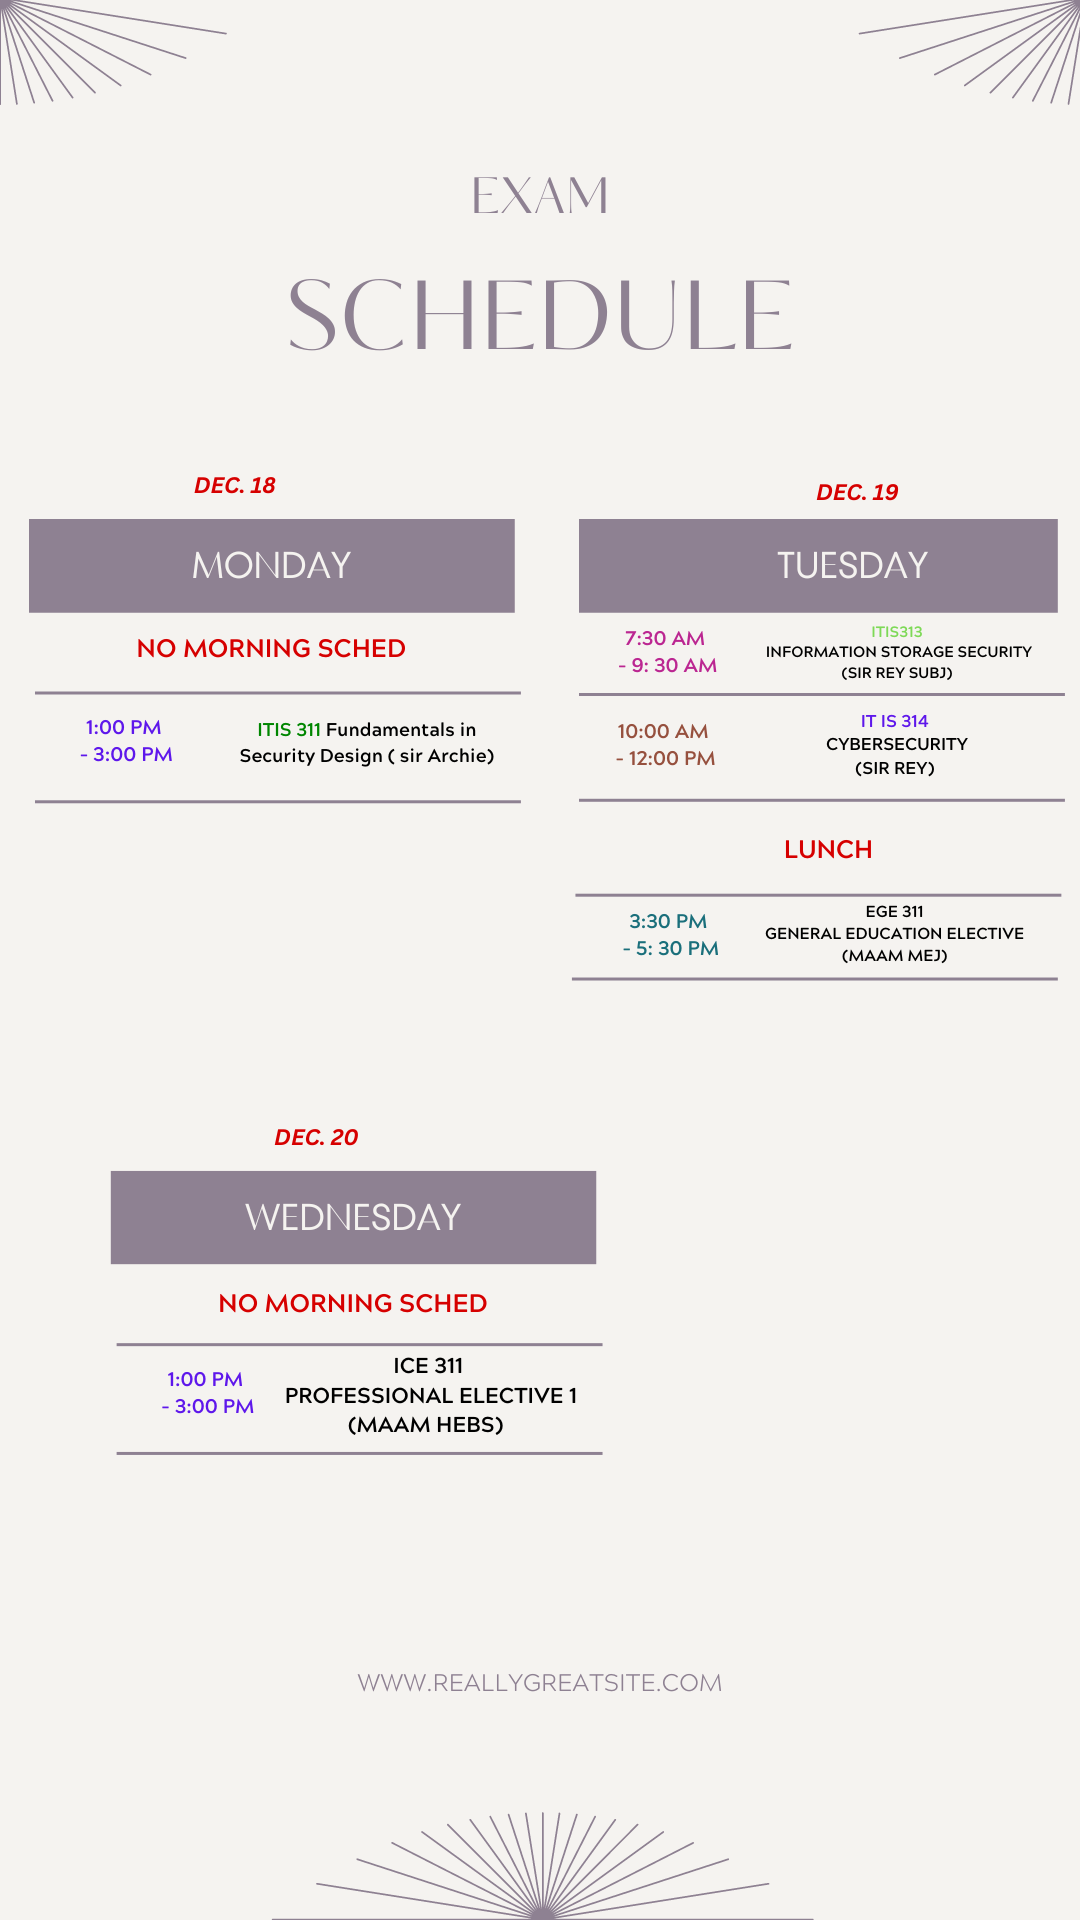 EXAM
SCHEDULE
DEC. 18
MONDAY
NO MORNING SCHED
1:00 PM
- 3:00 PM
ITIS 311 Fundamentals in
Security Design ( sir Archie)
DEC. 19
TUESDAY
7:30 AM
- 9: 30 AM
ITIS313
INFORMATION STORAGE SECURITY
(SIR REY SUBJ)
10:00 AM
- 12:00 PM
IT IS 314
CYBERSECURITY
(SIR REY)
LUNCH
3:30 PM
- 5: 30 PM
EGE 311
GENERAL EDUCATION ELECTIVE
(MAAM MEJ)
DEC. 20
WEDNESDAY
NO MORNING SCHED
1:00 PM
- 3:00 PM
ICE 311
PROFESSIONAL ELECTIVE 1
(MAAM HEBS)
WWW.REALLYGREATSITE.COM